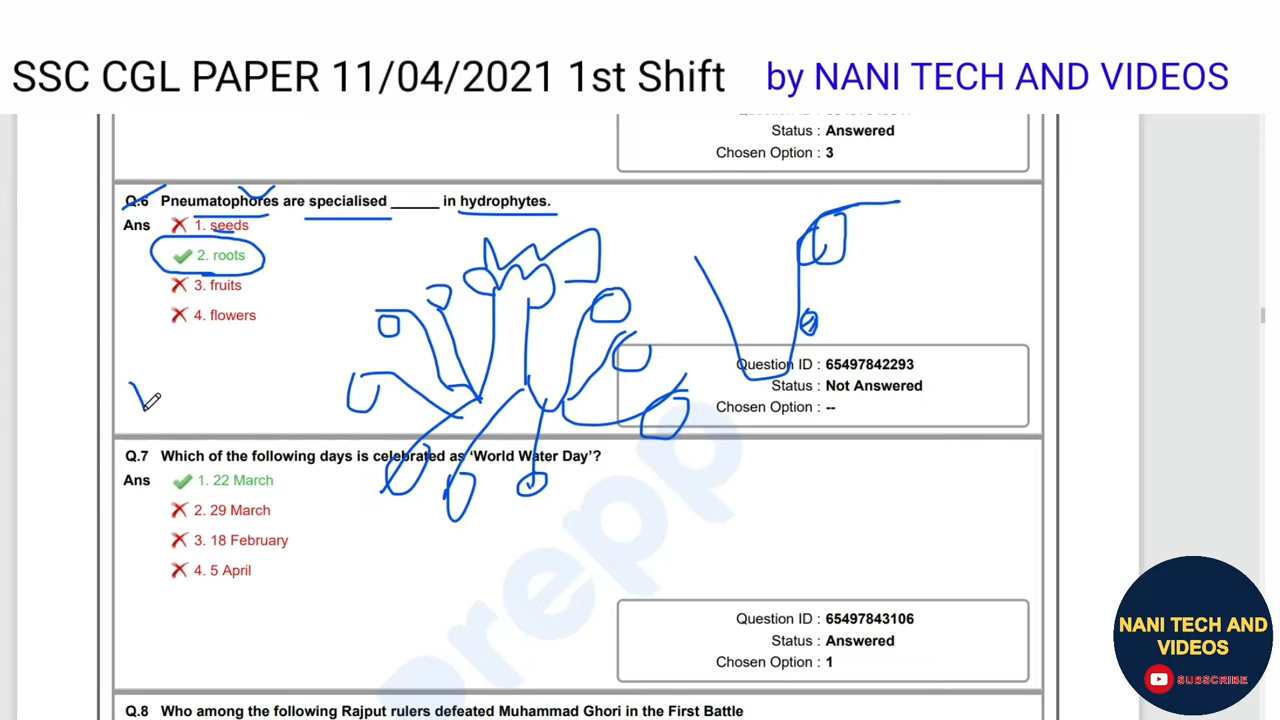 SSC CGL PAPER 11/04/2021 1st Shift by NANI TECH AND VIDEOS
Status : Answered
Chosen Option : 3
Q.6 Pneumatophores are specialised ______ in hydrophytes.
Ans 1. seeds
2. roots
3. fruits
4. flowers
Question ID : 65497842293
Status : Not Answered
Chosen Option : --
Q.7 Which of the following days is celebrated as ‘World Water Day’?
Ans 1. 22 March
2. 29 March
3. 18 February
4. 5 April
Question ID : 65497843106
Status : Answered
Chosen Option : 1
prepp
NANI TECH AND
VIDEOS
SUBSCRIBE
Q.8 Who among the following Rajput rulers defeated Muhammad Ghori in the First Battle